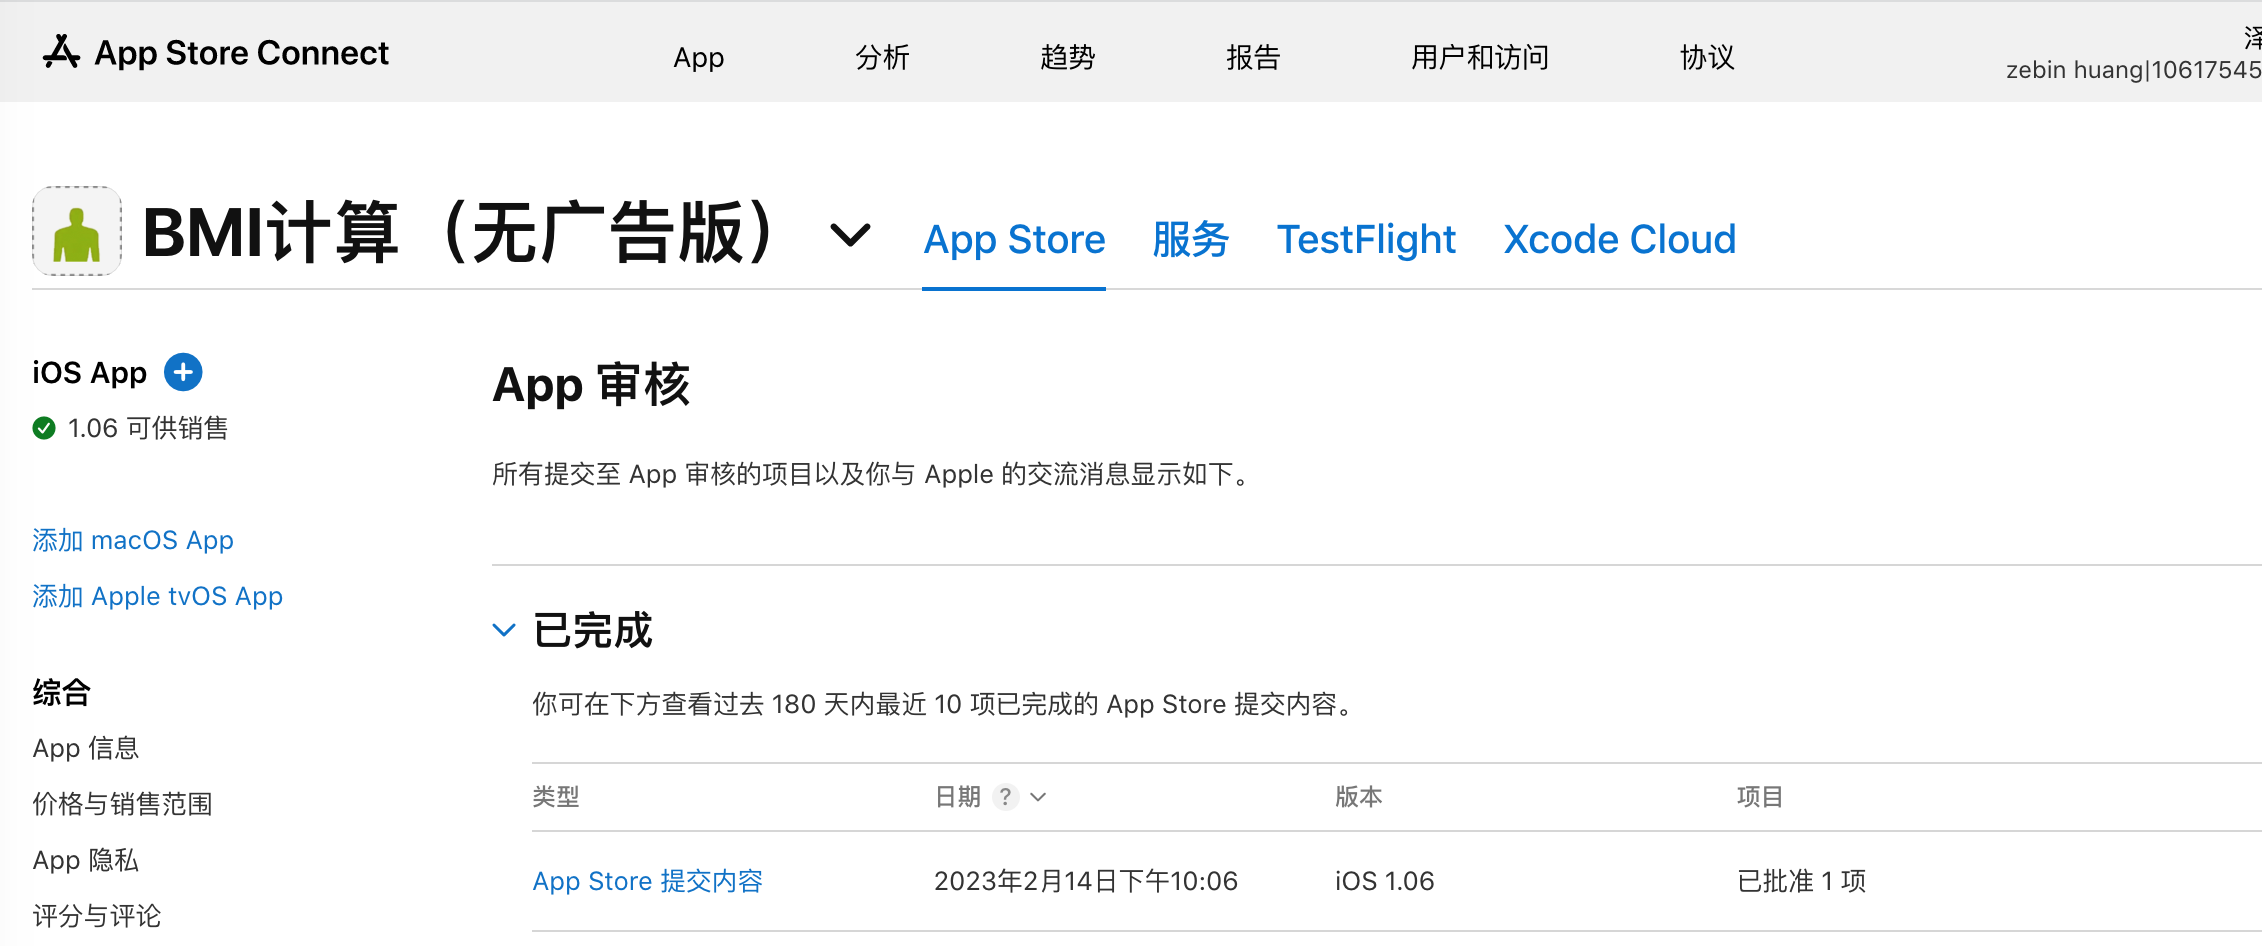 App Store Connect App 分析 趋势 报告 用户和访问 协议
zebin huang|10617545
BMI计算（无广告版） App Store 服务 TestFlight Xcode Cloud
iOS App
1.06 可供销售
添加 macOS App
添加 Apple tvOS App
综合
App 信息
价格与销售范围
App 隐私
评分与评论
App 审核
所有提交至 App 审核的项目以及你与 Apple 的交流消息显示如下。
已完成
你可在下方查看过去 180 天内最近 10 项已完成的 App Store 提交内容。
类型 日期 ? 版本 项目
App Store 提交内容 2023年2月14日下午10:06 iOS 1.06 已批准 1 项